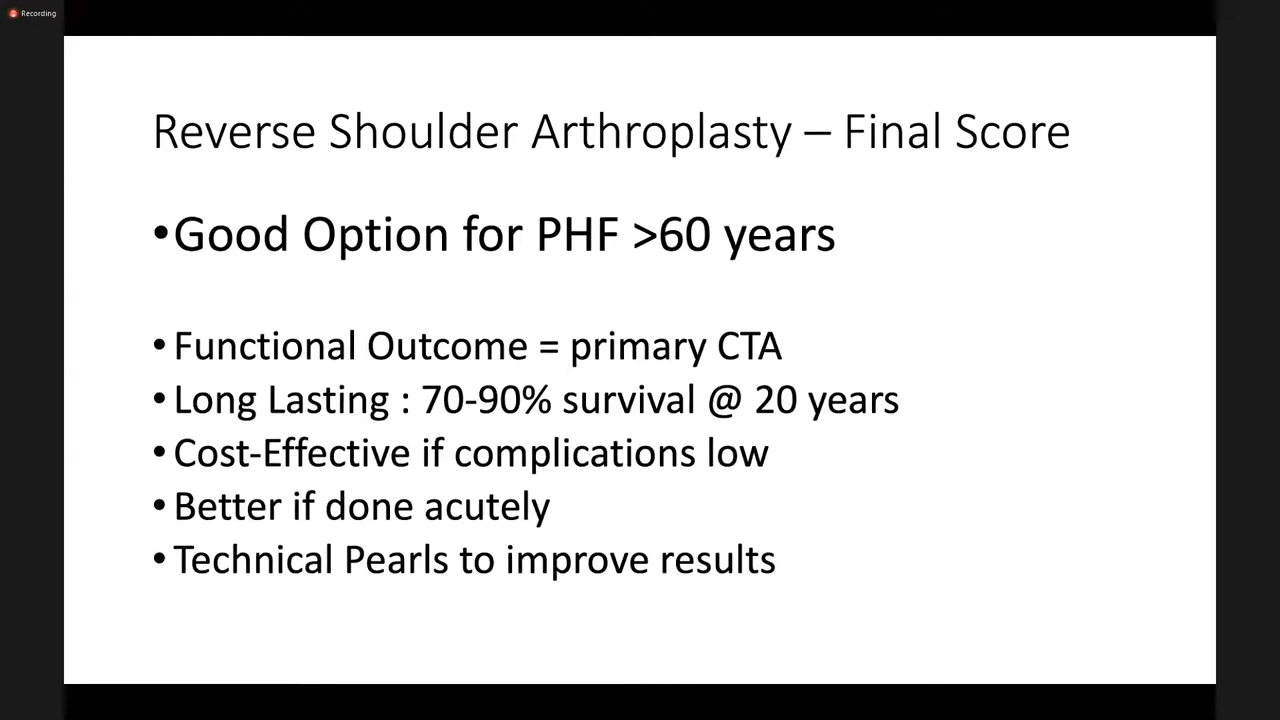 Recording
Reverse Shoulder Arthroplasty – Final Score
•Good Option for PHF >60 years
•Functional Outcome = primary CTA
•Long Lasting : 70-90% survival @ 20 years
•Cost-Effective if complications low
•Better if done acutely
•Technical Pearls to improve results